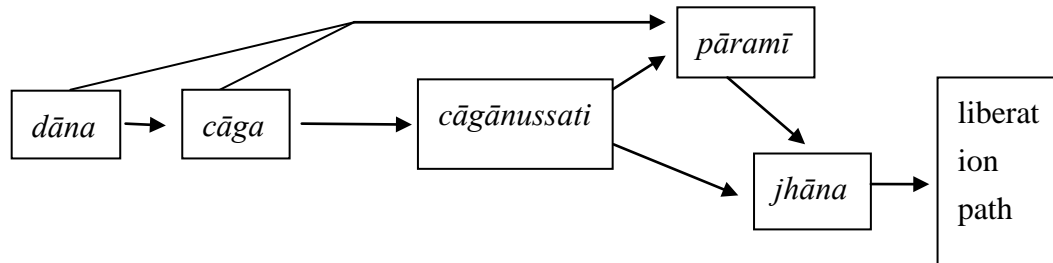 dāna
cāga
cāgānussati
pāramī
jhāna
liberat
ion
path